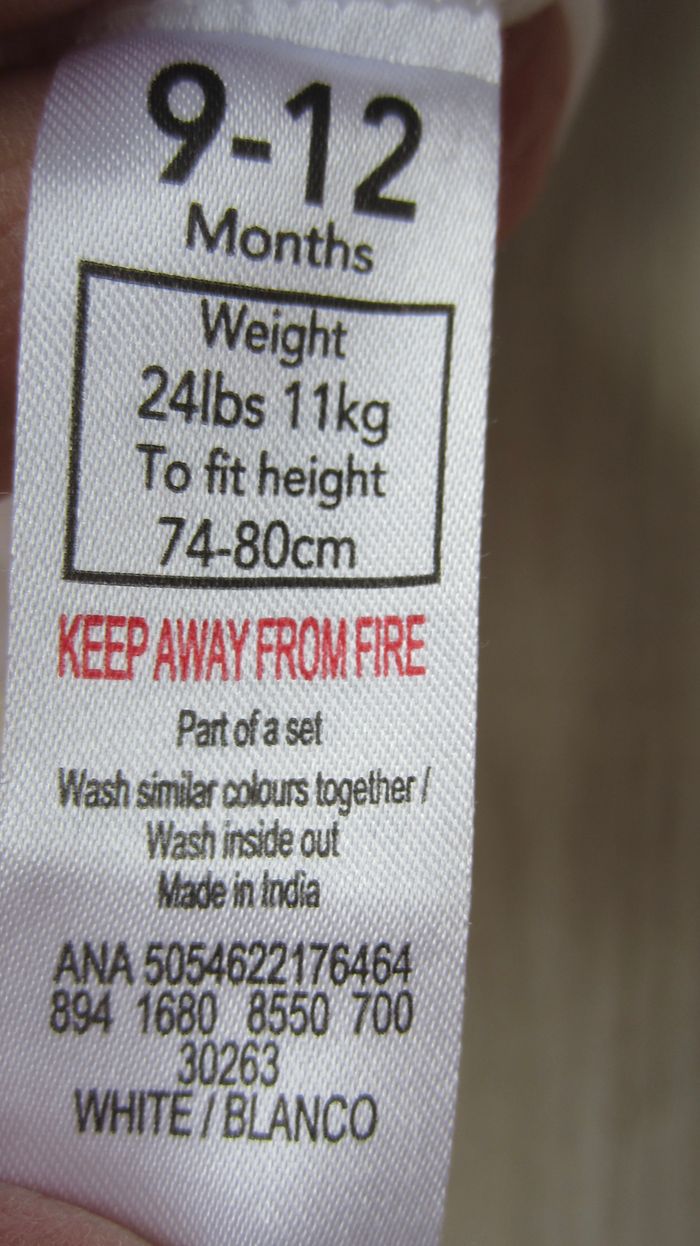 9-12
Months
Weight
24lbs 11kg
To fit height
74-80cm
KEEP AWAY FROM FIRE
Part of a set
Wash similar colours together /
Wash inside out
Made in India
ANA 5054622176464
894 1680 8550 700
30263
WHITE / BLANCO